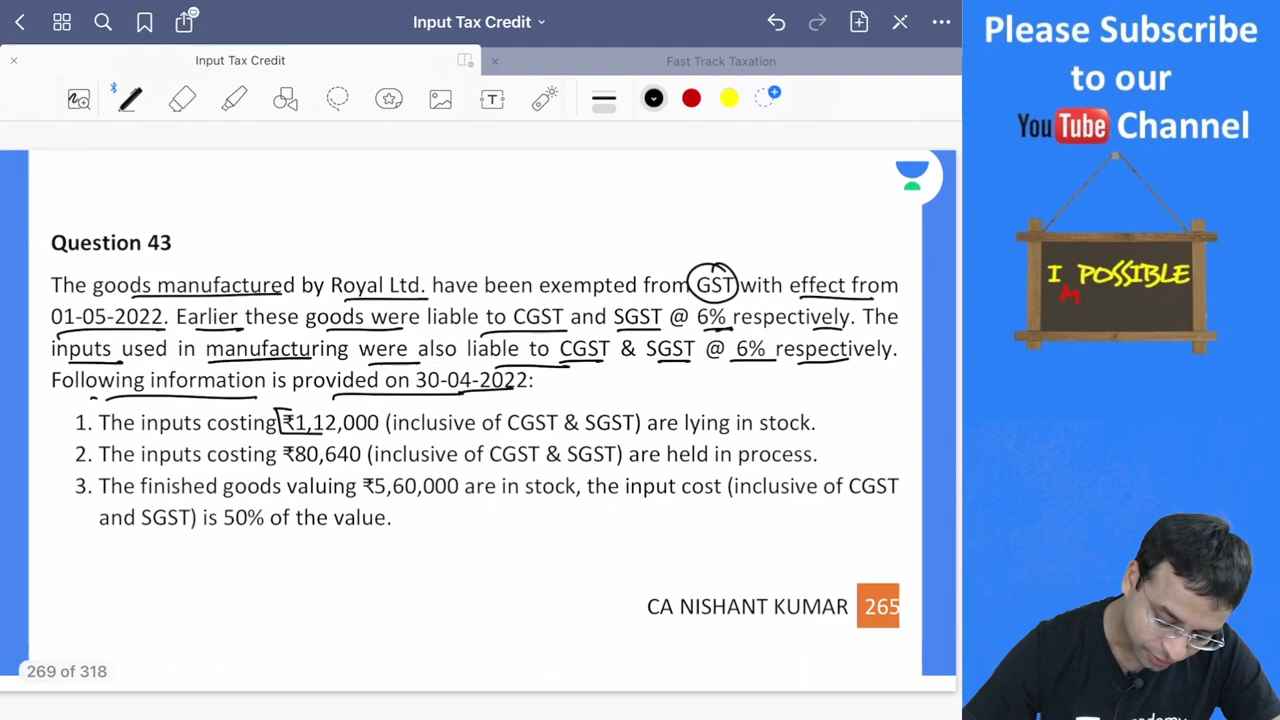 Input Tax Credit
Input Tax Credit
Fast Track Taxation
Please Subscribe
to our
YouTube Channel
I POSSIBLE
M
Question 43
The goods manufactured by Royal Ltd. have been exempted from GST with effect from
01-05-2022. Earlier these goods were liable to CGST and SGST @ 6% respectively. The
inputs used in manufacturing were also liable to CGST & SGST @ 6% respectively.
Following information is provided on 30-04-2022:
1. The inputs costing ₹1,12,000 (inclusive of CGST & SGST) are lying in stock.
2. The inputs costing ₹80,640 (inclusive of CGST & SGST) are held in process.
3. The finished goods valuing ₹5,60,000 are in stock, the input cost (inclusive of CGST
and SGST) is 50% of the value.
CA NISHANT KUMAR 265
269 of 318